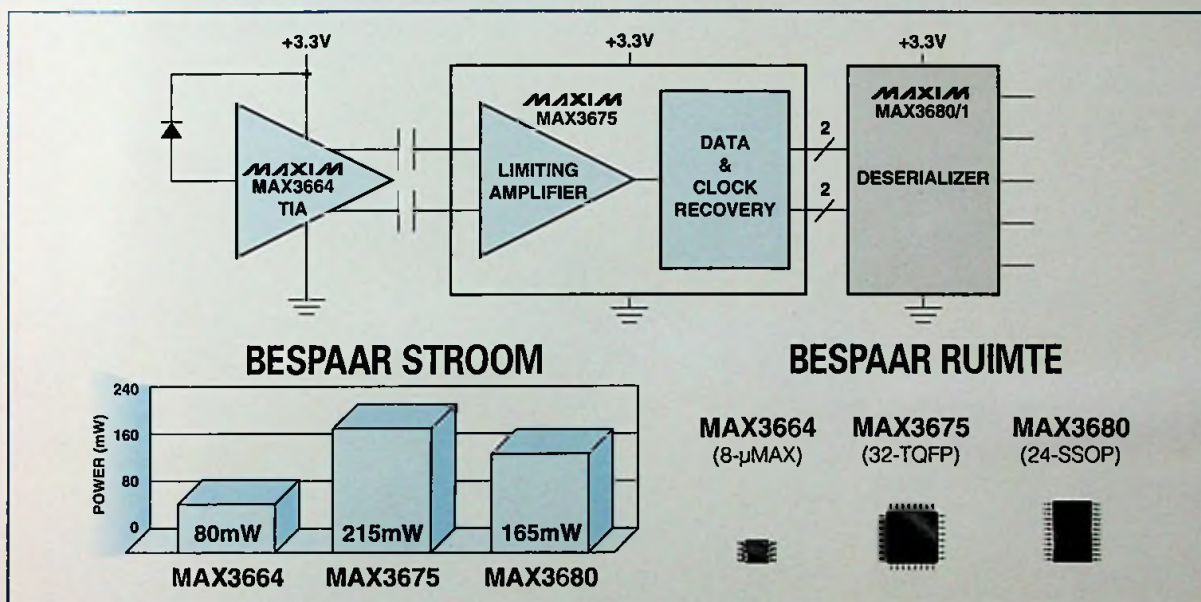 +3.3V
+3.3V
+3.3V
MAXIM
MAX3664
TIA
MAXIM
MAX3675
LIMITING
AMPLIFIER
DATA
&
CLOCK
RECOVERY
2
2
MAXIM
MAX3680/1
DESERIALIZER
BESPAAR STROOM
POWER (mW)
240
160
80
0
80mW
215mW
165mW
MAX3664
MAX3675
MAX3680
BESPAAR RUIMTE
MAX3664
(8-µMAX)
MAX3675
(32-TQFP)
MAX3680
(24-SSOP)